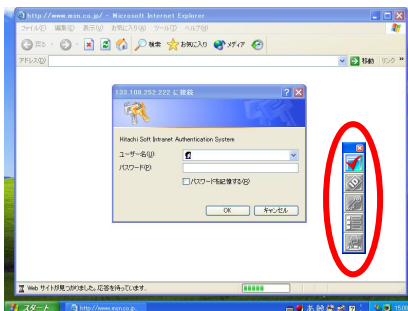 http://www.msn.co.jp/ - Microsoft Internet Explorer
ファイル(F) 編集(E) 表示(V) お気に入り(A) ツール(T) ヘルプ(H)
戻る 検索 お気に入り メディア
アドレス(D) 移動 リンク »
133.108.252.222 に接続
Hitachi Soft Intranet Authentication System
ユーザー名(U)
パスワード(P)
パスワードを記憶する(R)
OK キャンセル
Web サイトが見つかりました。応答を待っています。
スタート http://www.msn.co.jp... あ 般